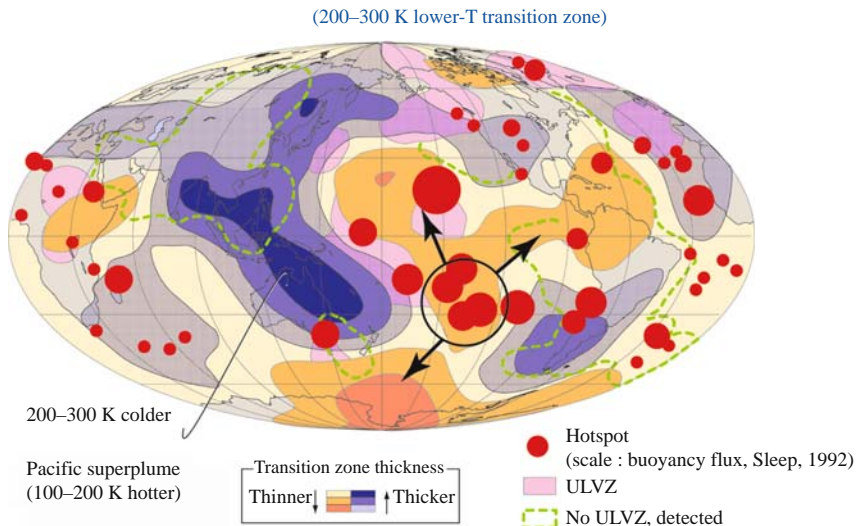 (200–300 K lower-T transition zone)
200–300 K colder
Pacific superplume
(100–200 K hotter)
Transition zone thickness
Thinner
Thicker
Hotspot
(scale : buoyancy flux, Sleep, 1992)
ULVZ
No ULVZ, detected